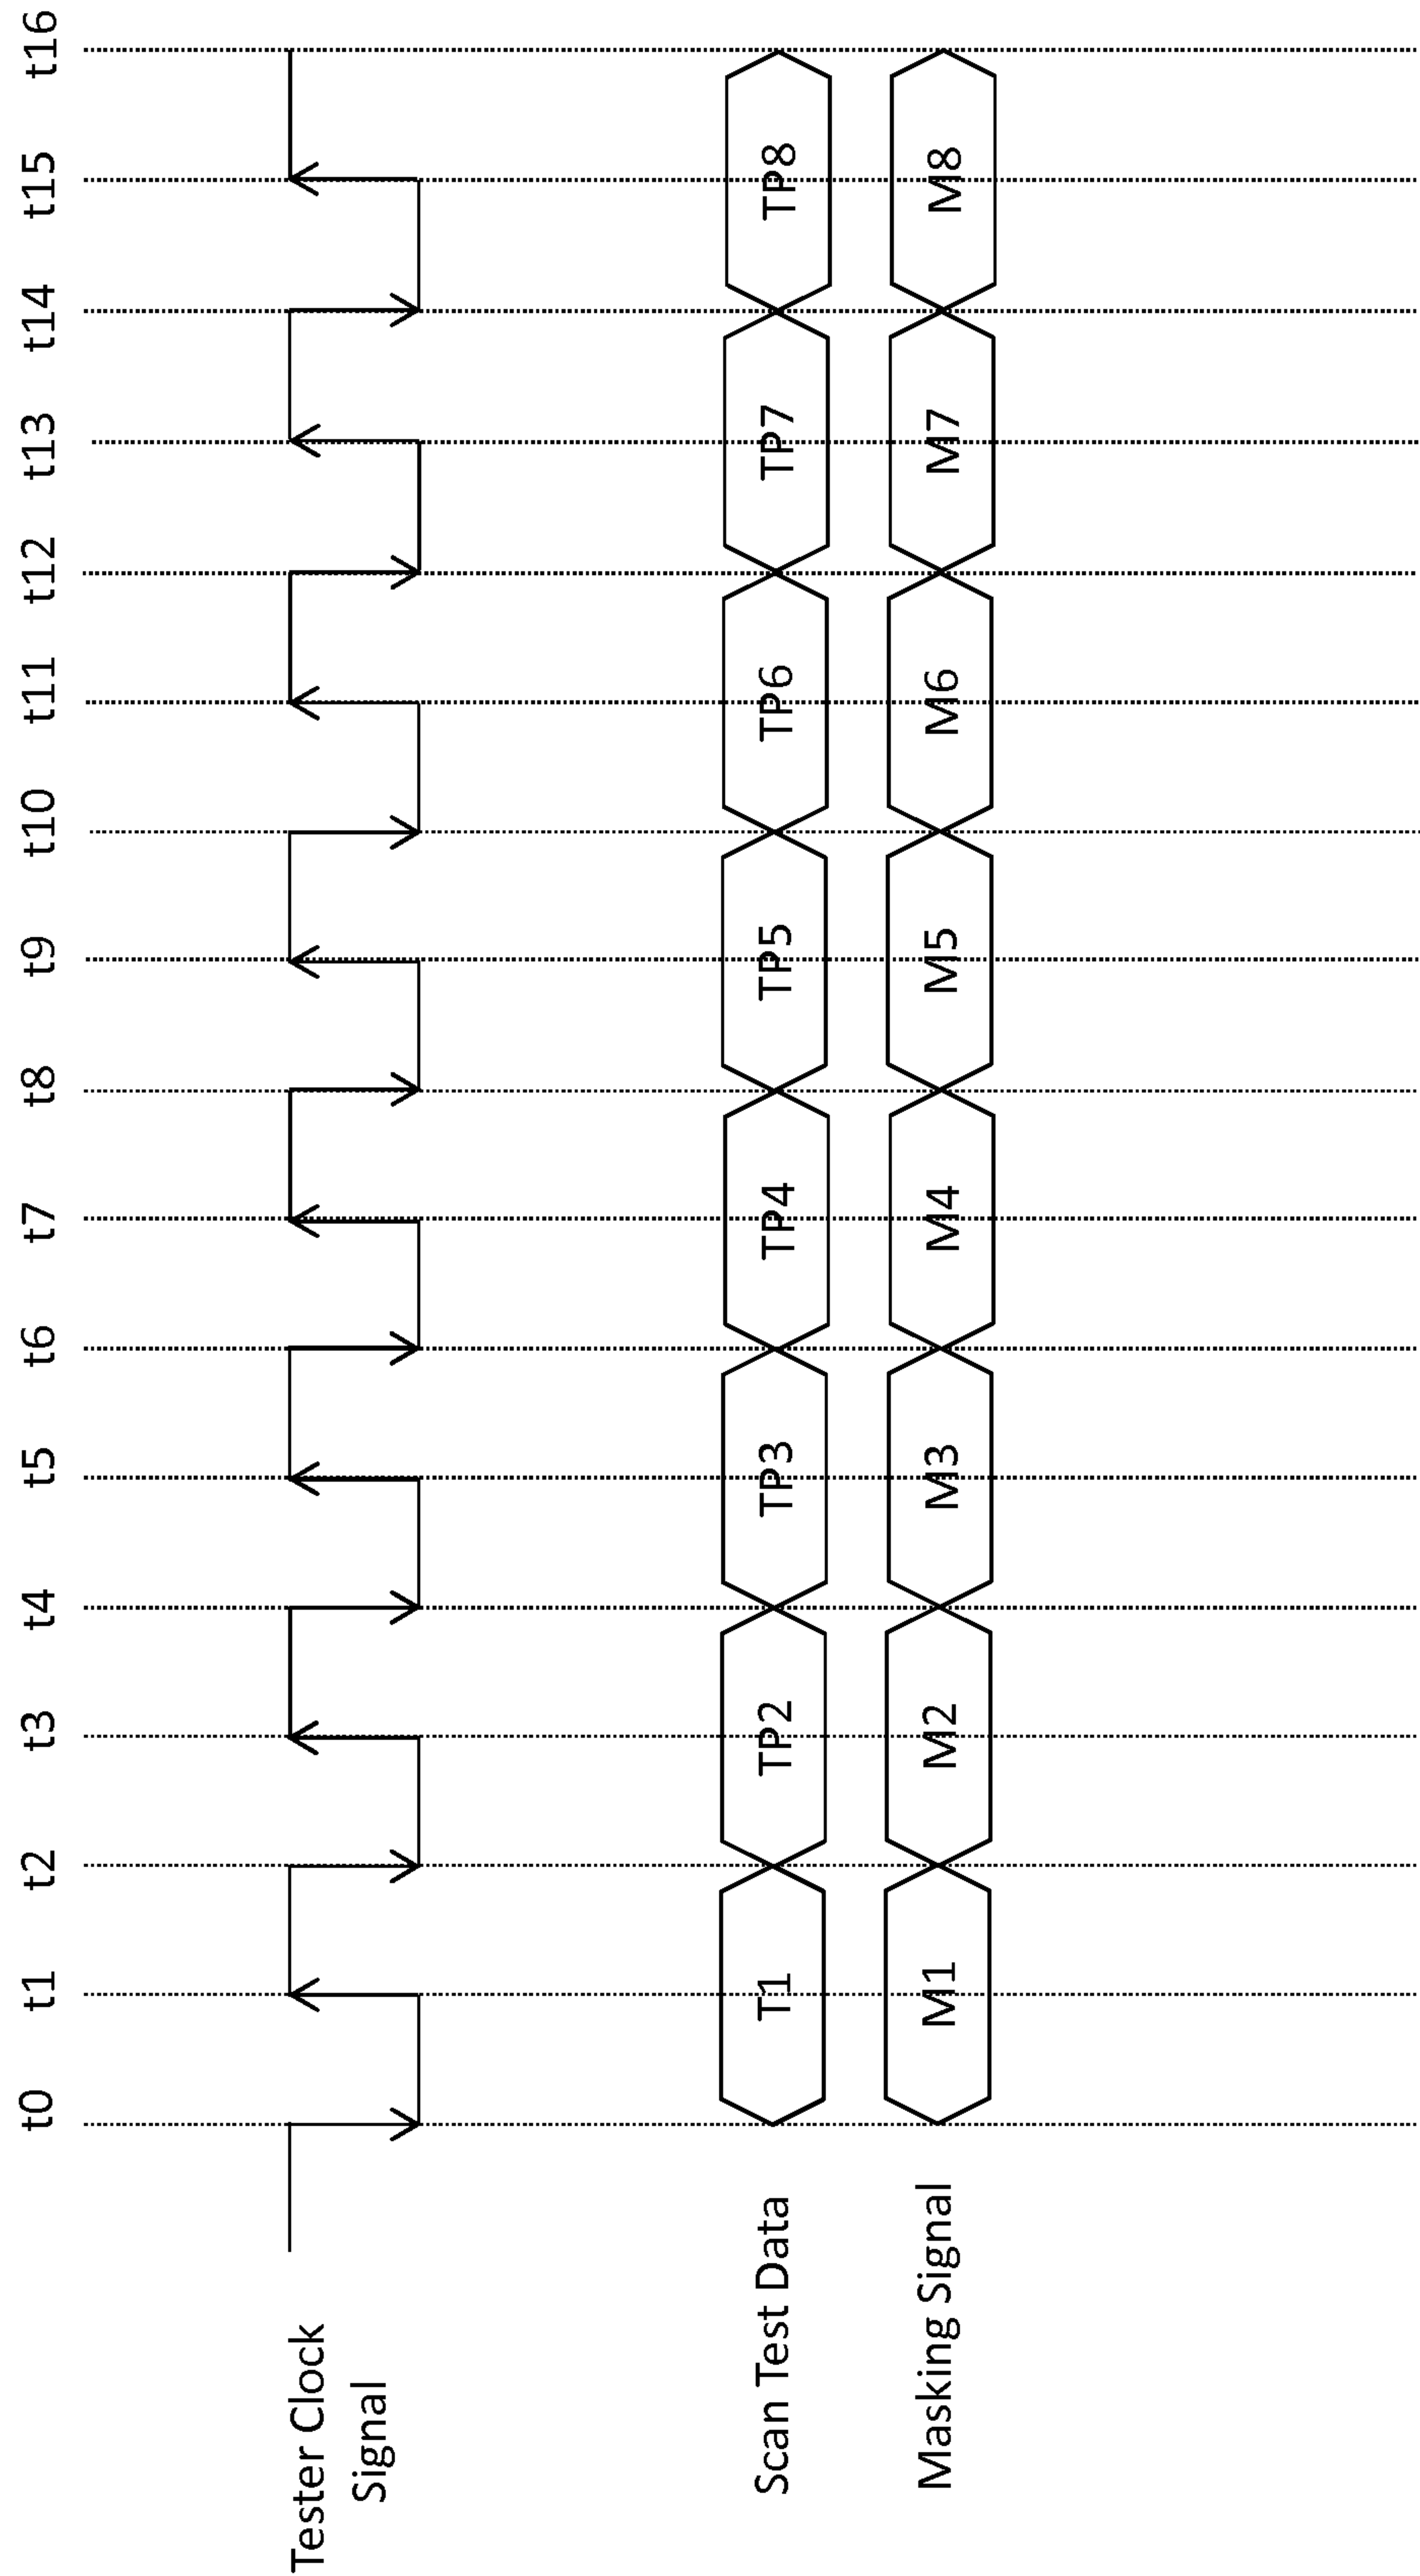 t0 t1 t2 t3 t4 t5 t6 t7 t8 t9 t10 t11 t12 t13 t14 t15 t16
Tester Clock
Signal
Scan Test Data T1 TP2 TP3 TP4 TP5 TP6 TP7 TP8
Masking Signal M1 M2 M3 M4 M5 M6 M7 M8